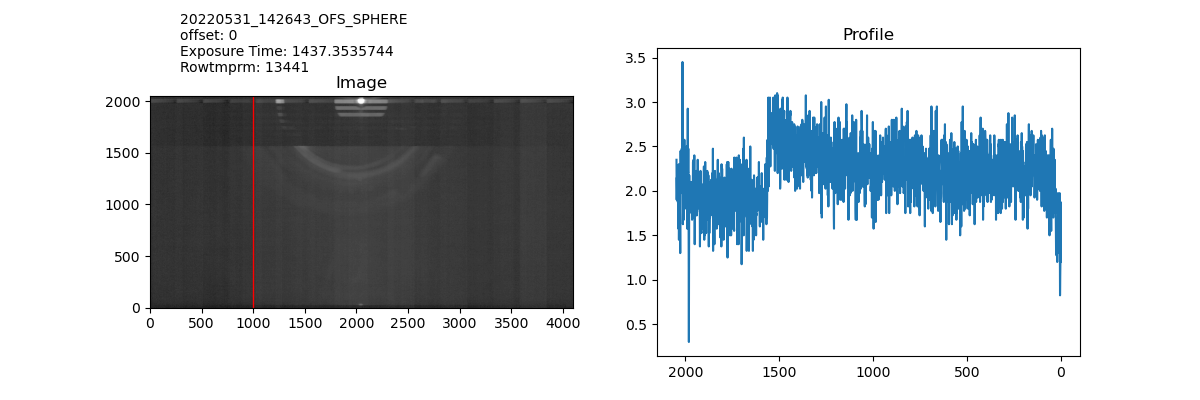 20220531_142643_OFS_SPHERE
offset: 0
Exposure Time: 1437.3535744
Rowtmprm: 13441
Image
2000
1500
1000
500
0
0 500 1000 1500 2000 2500 3000 3500 4000
Profile
3.5
3.0
2.5
2.0
1.5
1.0
0.5
2000 1500 1000 500 0